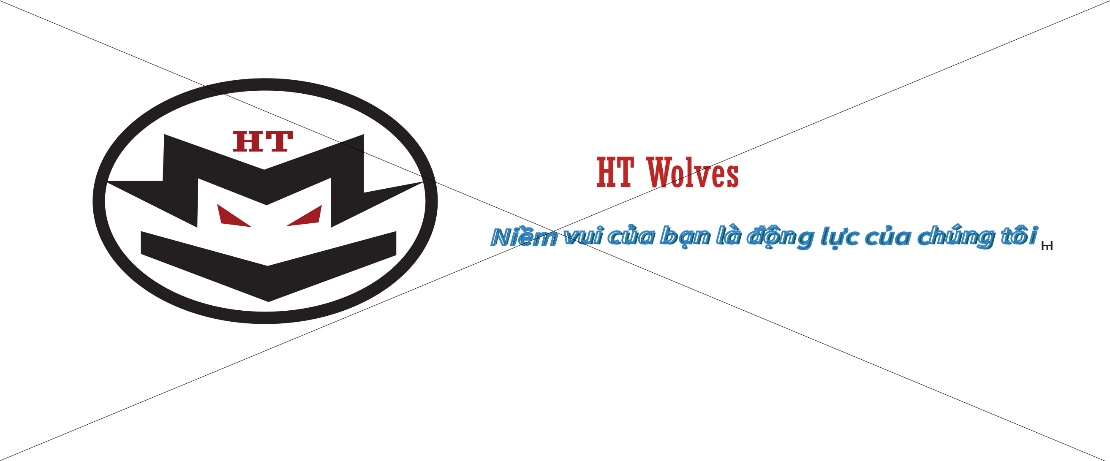 HT
HT Wolves
Niềm vui của bạn là động lực của chúng tôi